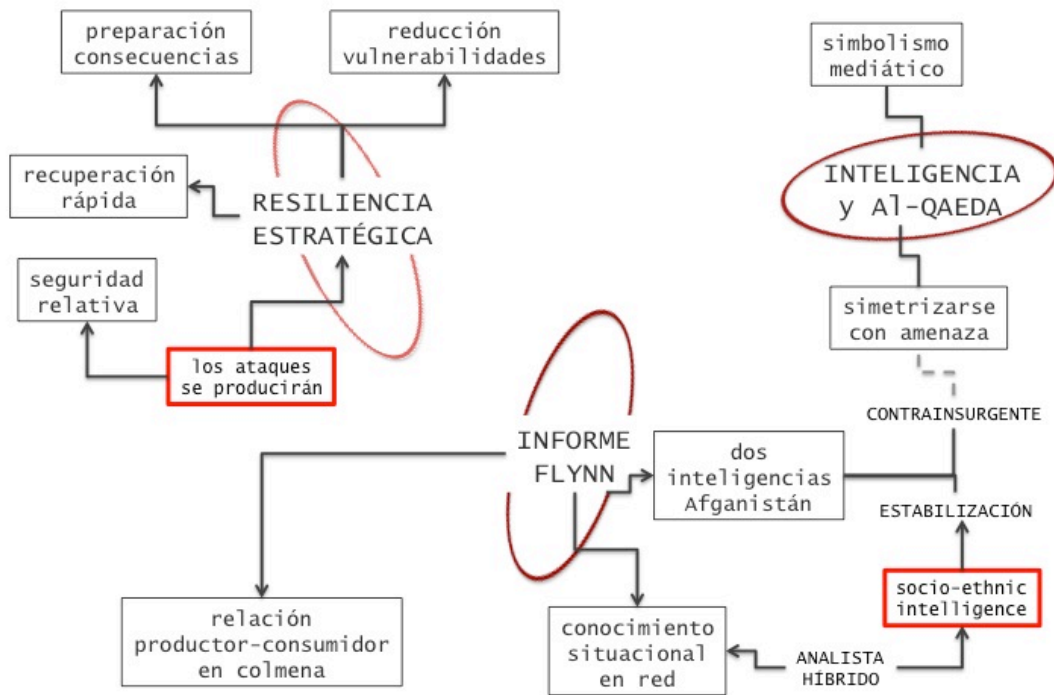 preparación
consecuencias
reducción
vulnerabilidades
simbolismo
mediático
recuperación
rápida
RESILIENCIA
ESTRATÉGICA
INTELIGENCIA
y Al-QAEDA
seguridad
relativa
simetrizarse
con amenaza
los ataques
se producirán
CONTRAINSURGENTE
INFORME
FLYNN
dos
inteligencias
Afganistán
ESTABILIZACIÓN
socio-ethnic
intelligence
relación
productor-consumidor
en colmena
conocimiento
situacional
en red
ANALISTA
HÍBRIDO